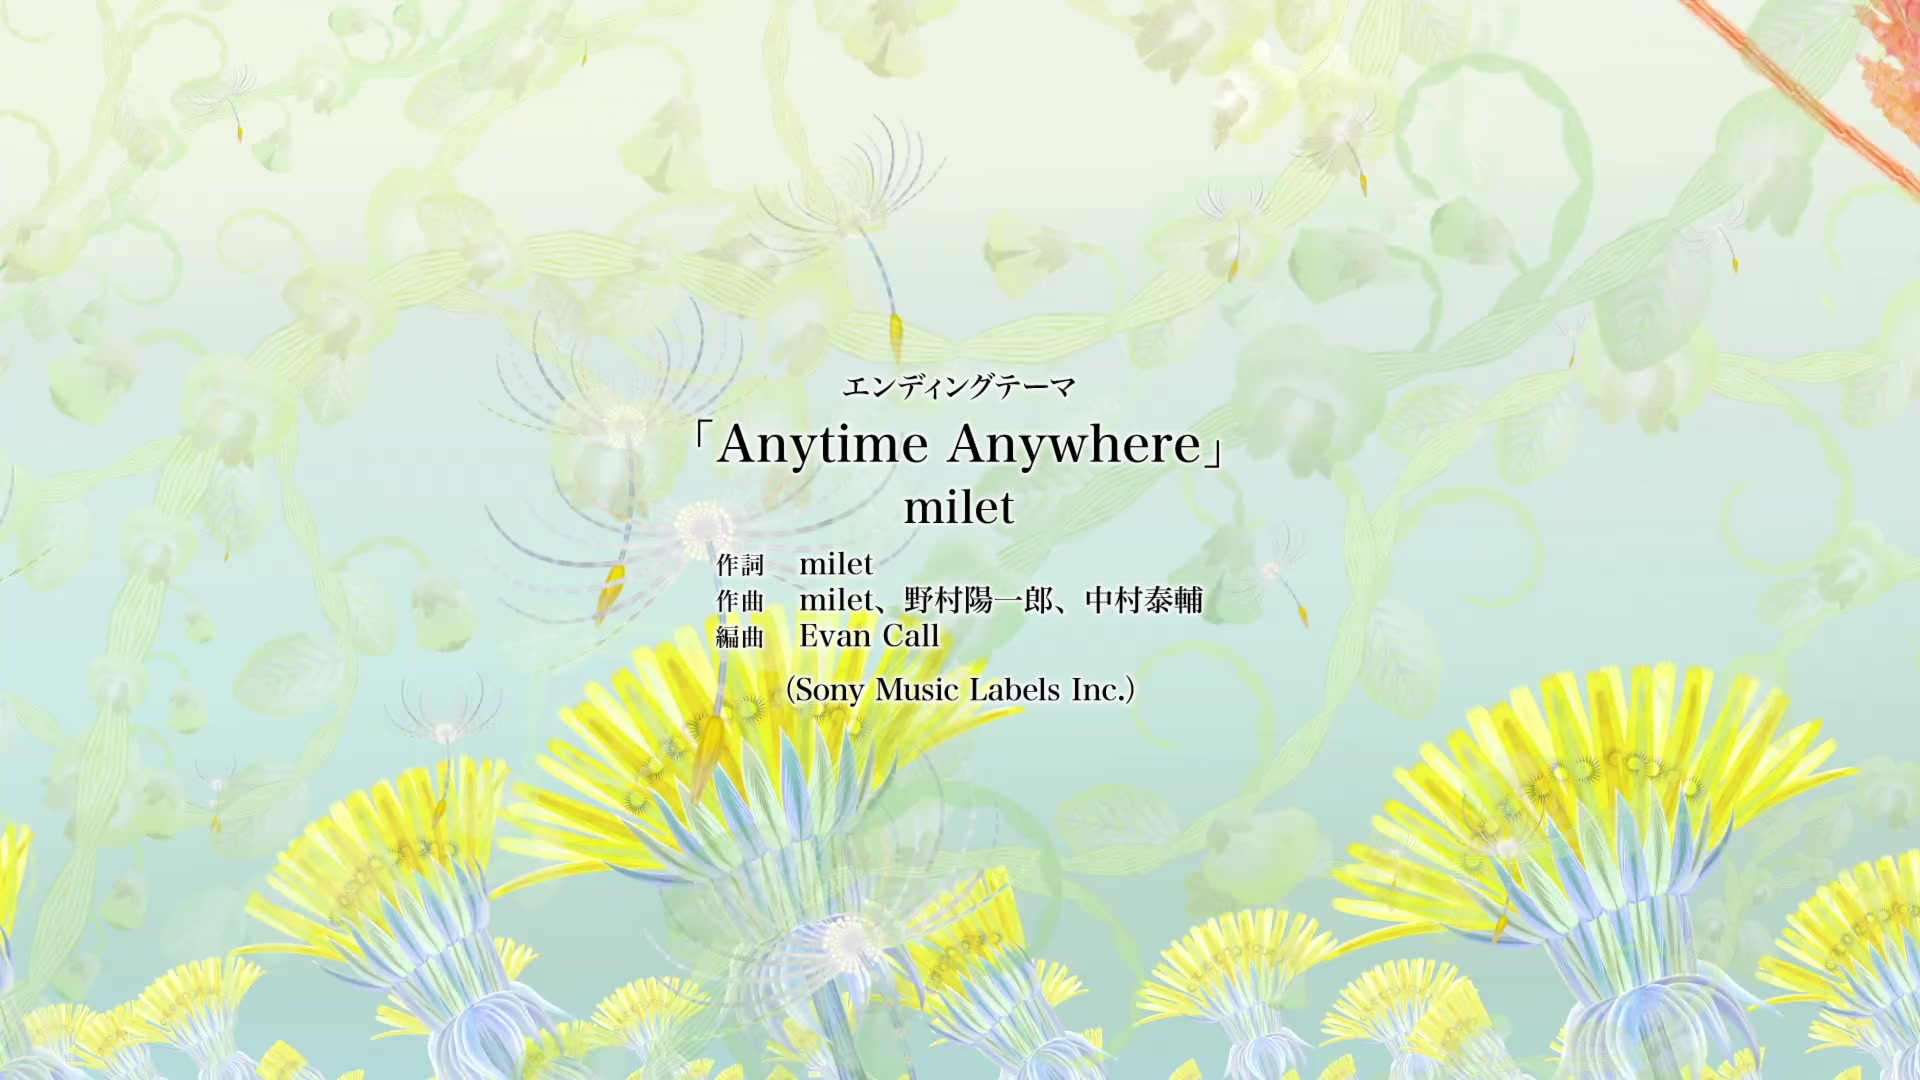 エンディングテーマ
「Anytime Anywhere」
milet
作詞 milet
作曲 milet、野村陽一郎、中村泰輔
編曲 Evan Call
(Sony Music Labels Inc.)